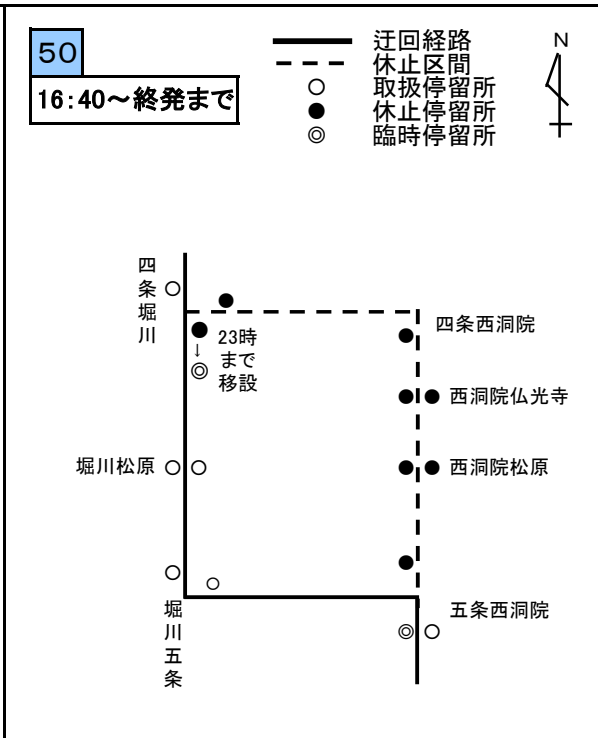 50
16:40～終発まで
迂回経路
休止区間
取扱停留所
休止停留所
臨時停留所
N
四条堀川
四条西洞院
23時
↓
まで
移設
西洞院仏光寺
堀川松原
西洞院松原
堀川五条
五条西洞院